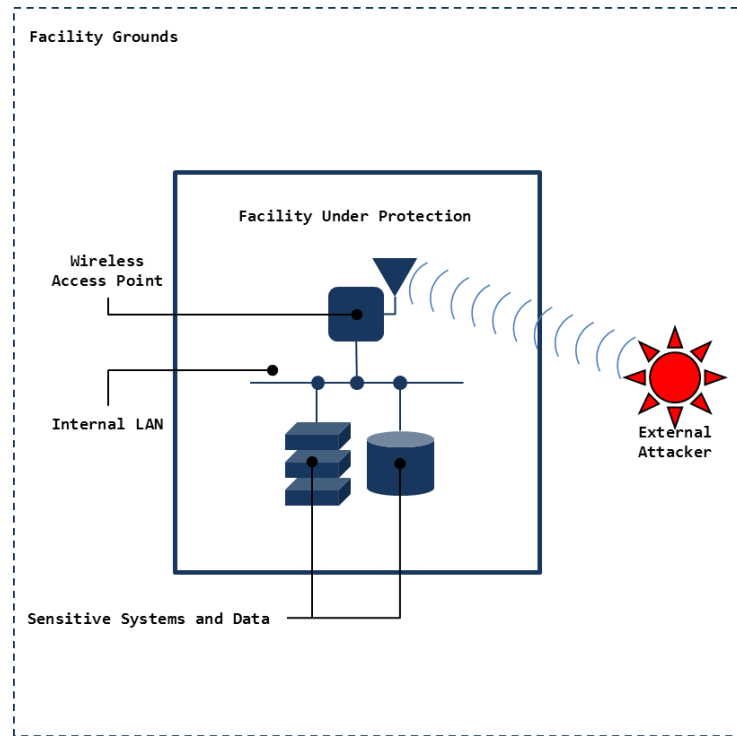 Facility Grounds
Facility Under Protection
Wireless
Access Point
Internal LAN
External
Attacker
Sensitive Systems and Data